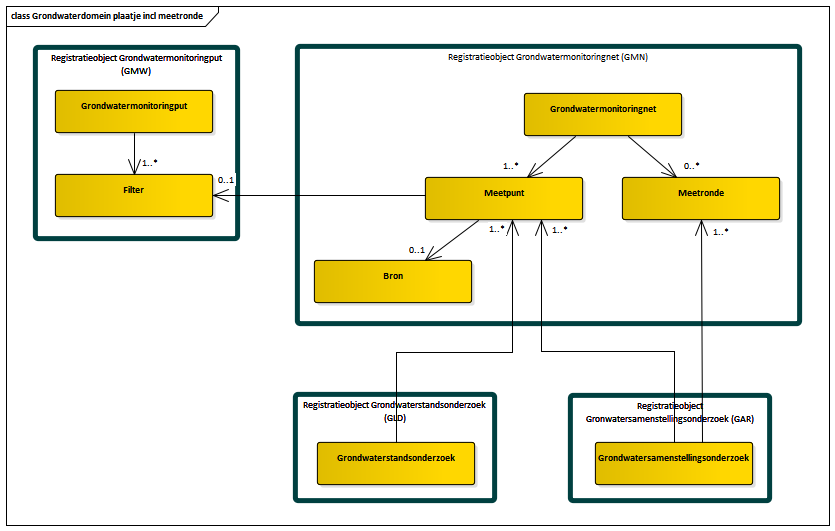 class Grondwaterdomein plaatje incl meetronde
Registratieobject Grondwatermonitoringput
(GMW)
Grondwatermonitoringput
1..*
Filter
0..1
Registratieobject Grondwatermonitoringnet (GMN)
Grondwatermonitoringnet
1..*
0..*
Meetpunt
Meetronde
1..*
1..*
1..*
0..1
Bron
Registratieobject Grondwaterstandsonderzoek
(GLD)
Grondwaterstandsonderzoek
Registratieobject
Gronwatersamenstellingsonderzoek (GAR)
Grondwatersamenstellingsonderzoek